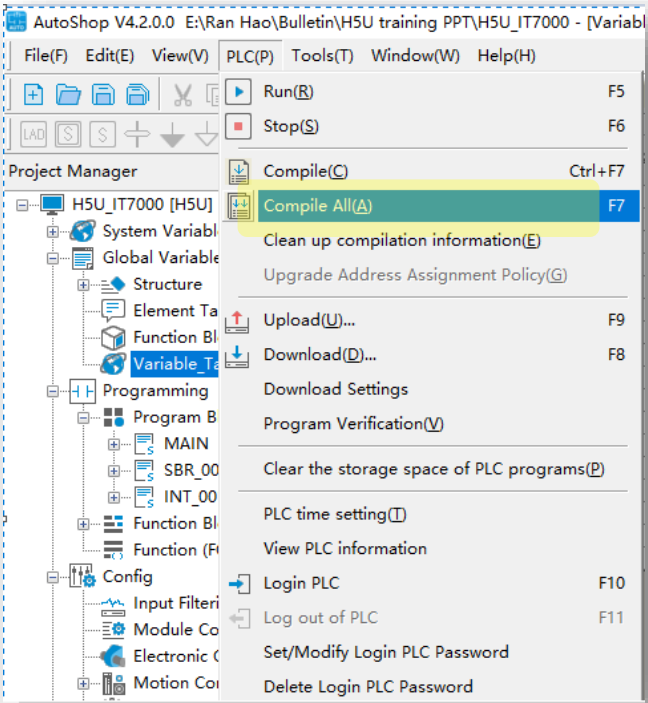 AutoShop V4.2.0.0 E:\Ran Hao\Bulletin\H5U training PPT\H5U_IT7000 - [Variabl
File(F) Edit(E) View(V) PLC(P) Tools(T) Window(W) Help(H)
LAD S S
Project Manager
H5U_IT7000 [H5U]
System Variabl
Global Variable
Structure
Element Ta
Function Bl
Variable_Ta
Programming
Program B
MAIN
SBR_00
INT_00
Function Bl
Function (F
Config
Input Filteri
Module Co
Electronic C
Motion Cor
Run(R) F5
Stop(S) F6
Compile(C) Ctrl+F7
Compile All(A) F7
Clean up compilation information(E)
Upgrade Address Assignment Policy(G)
Upload(U)... F9
Download(D)... F8
Download Settings
Program Verification(V)
Clear the storage space of PLC programs(P)
PLC time setting(T)
View PLC information
Login PLC F10
Log out of PLC F11
Set/Modify Login PLC Password
Delete Login PLC Password